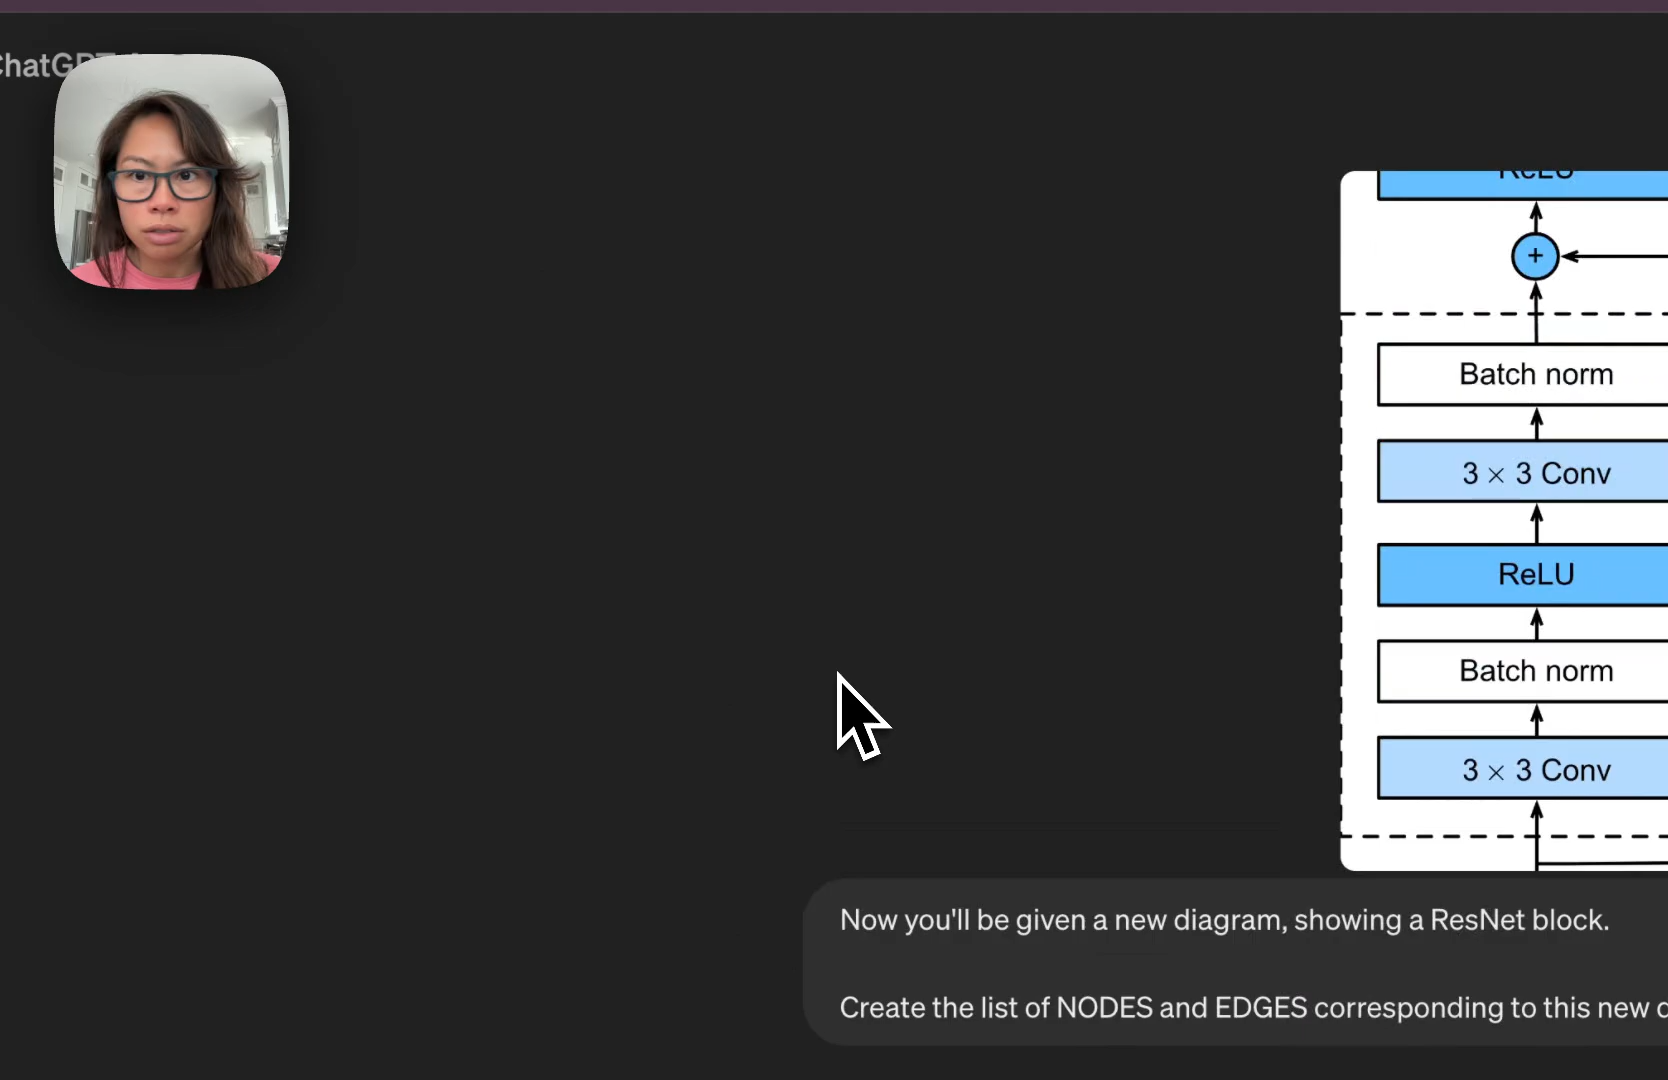 ReLU
+
Batch norm
3 × 3 Conv
ReLU
Batch norm
3 × 3 Conv
Now you'll be given a new diagram, showing a ResNet block.
Create the list of NODES and EDGES corresponding to this new